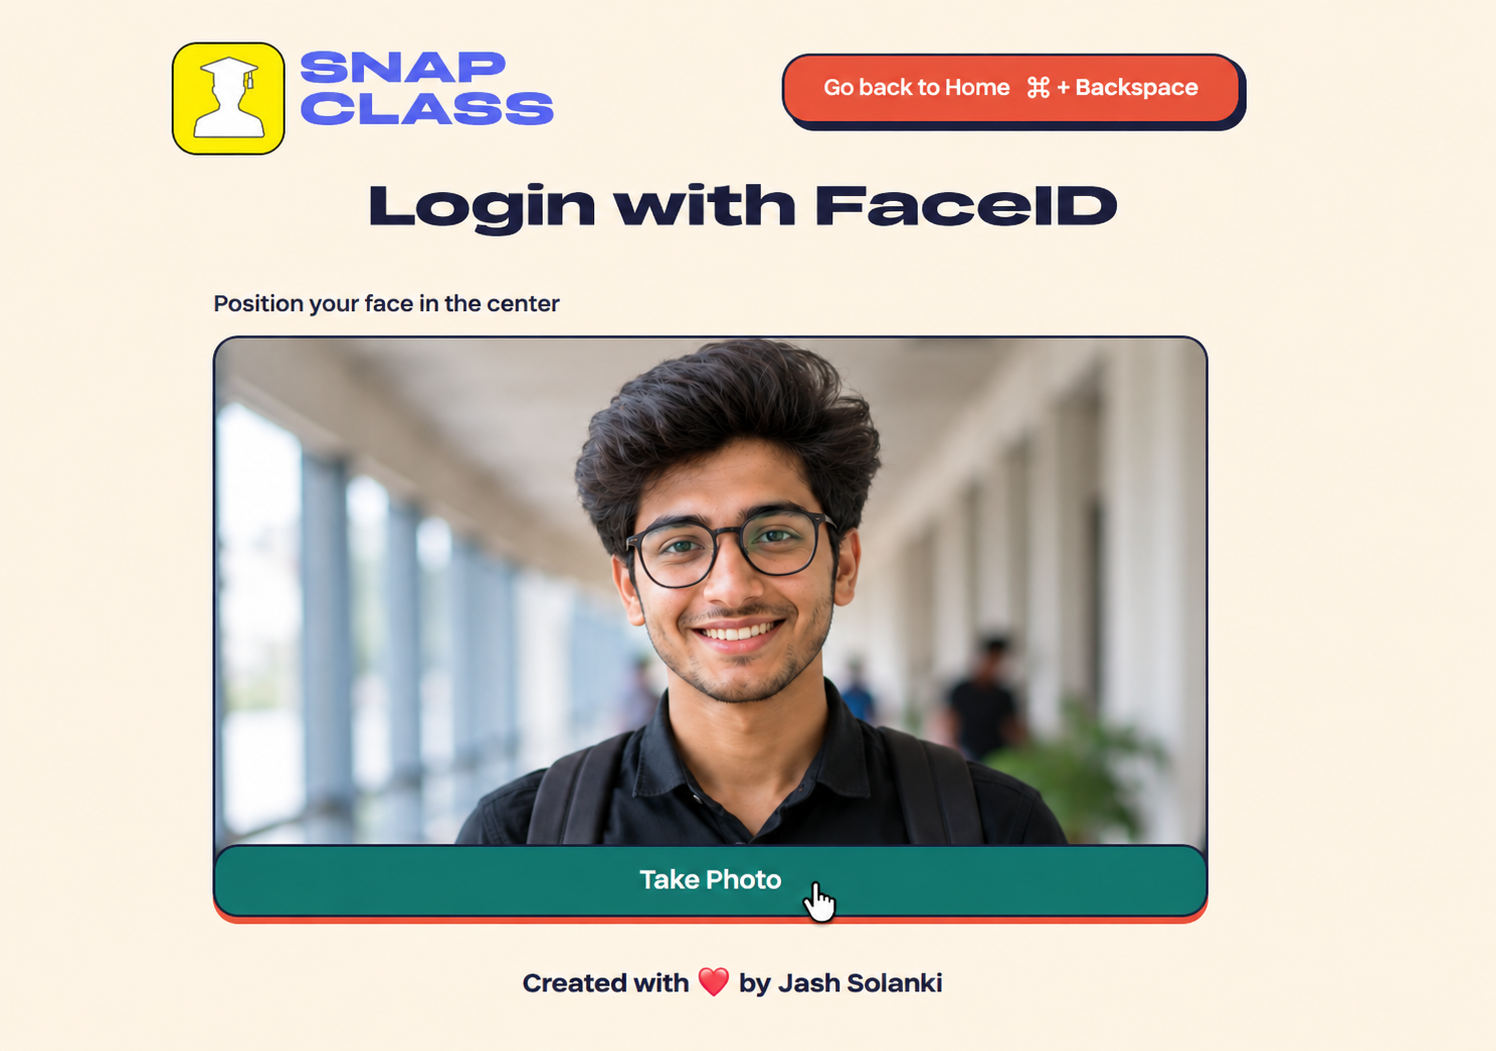 SNAP
CLASS
Go back to Home ⌘ + Backspace
Login with FaceID
Position your face in the center
Take Photo
Created with ❤️ by Jash Solanki